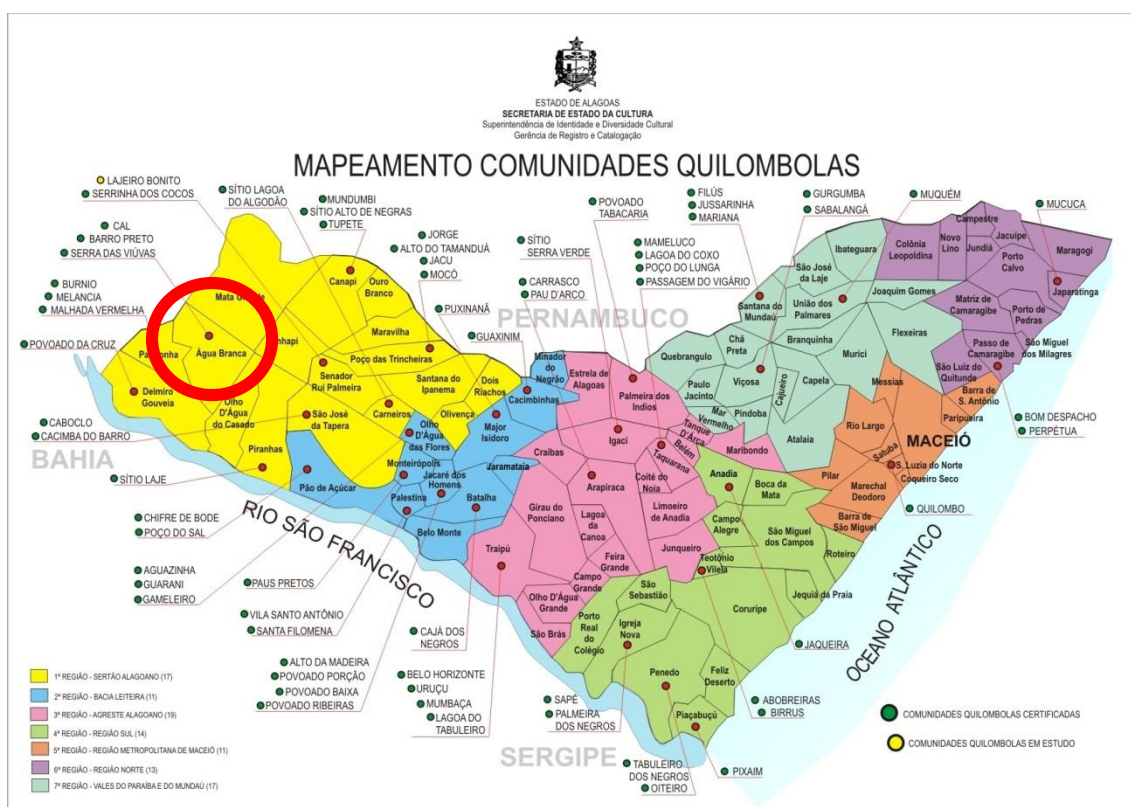 ESTADO DE ALAGOAS
SECRETARIA DE ESTADO DA CULTURA
Superintendência de Identidade e Diversidade Cultural
Gerência de Registro e Catalogação
MAPEAMENTO COMUNIDADES QUILOMBOLAS
LAJEIRO BONITO
SERRINHA DOS COCOS
SÍTIO LAGOA
DO ALGODÃO
MUNDUMBI
SÍTIO ALTO DE NEGRAS
TUPETE
CAL
BARRO PRETO
SERRA DAS VIÚVAS
JORGE
ALTO DO TAMANDUÁ
JACU
MOCÓ
BURNIO
MELANCIA
MALHADA VERMELHA
POVOADO DA CRUZ
PUXINANÃ
GUAXINIM
SÍTIO
SERRA VERDE
CARRASCO
PAU D'ARCO
POVOADO
TABACARIA
MAMELUCO
LAGOA DO COXO
POÇO DO LUNGA
PASSAGEM DO VIGÁRIO
FILÚS
JUSSARINHA
MARIANA
GURGUMBA
SABALANGÁ
MUQUÉM
MUCUCA
PERNAMBUCO
BAHIA
SERGIPE
RIO SÃO FRANCISCO
OCEANO ATLÂNTICO
Água Branca
Delmiro
Gouveia
Olho
D'Água
do Casado
Piranhas
Canapi
Ouro
Branco
Maravilha
Poço das Trincheiras
Senador
Rui Palmeira
Santana do
Ipanema
São José
da Tapera
Carneiros
Olivença
Dois
Riachos
Pão de Açúcar
Olho
D'Água
das Flores
Monteirópolis
Jacaré dos
Homens
Palestina
Belo Monte
Batalha
Jaramataia
Major
Isidoro
Cacimbinhas
Minador
do
Negrão
Estrela de
Alagoas
Palmeira dos
Indios
Igaci
Craibas
Arapiraca
Coité do
Noia
Taquarana
Belém
Tanque
D'Arca
Maribondo
Girau do
Ponciano
Lagoa
da
Canoa
Limoeiro
de Anadia
Junqueiro
Feira
Grande
Campo
Grande
Traipú
Olho D'Água
Grande
São Brás
Quebrangulo
Paulo
Jacinto
Mar
Vermelho
Pindoba
Viçosa
Chã
Preta
Cajueiro
Capela
Atalaia
Santana do
Mundaú
São José
da Laje
Ibateguara
União dos
Palmares
Branquinha
Murici
Joaquim Gomes
Flexeiras
Messias
Colônia
Leopoldina
Novo
Lino
Campestre
Jundiá
Jacuipe
Porto
Calvo
Maragogi
Japaratinga
Matriz de
Camaragibe
Porto de
Pedras
Passo de
Camaragibe
São Miguel
dos Milagres
São Luiz do
Quitunde
Barra de
S. Antônio
Paripueira
Rio Largo
MACEIÓ
Satuba
S. Luzia do Norte
Coqueiro Seco
Pilar
Marechal
Deodoro
Barra de
São Miguel
Anadia
Boca da
Mata
Campo
Alegre
São Miguel
dos Campos
Roteiro
Teotônio
Vilela
Jequiá da Praia
Coruripe
São
Sebastião
Porto
Real
do
Colégio
Igreja
Nova
Penedo
Feliz
Deserto
Piaçabuçú
CABOCLO
CACIMBA DO BARRO
SÍTIO LAJE
CHIFRE DE BODE
POÇO DO SAL
AGUAZINHA
GUARANI
GAMELEIRO
PAUS PRETOS
VILA SANTO ANTÔNIO
SANTA FILOMENA
ALTO DA MADEIRA
POVOADO PORÇÃO
POVOADO BAIXA
POVOADO RIBEIRAS
CAJÀ DOS
NEGROS
BELO HORIZONTE
URUÇU
MUMBAÇA
LAGOA DO
TABULEIRO
SAPÉ
PALMEIRA
DOS NEGROS
TABULEIRO
DOS NEGROS
OITEIRO
PIXAIM
ABOBREIRAS
BIRRUS
JAQUEIRA
QUILOMBO
BOM DESPACHO
PERPÉTUA
1ª REGIÃO - SERTÃO ALAGOANO (17)
2ª REGIÃO - BACIA LEITEIRA (11)
3ª REGIÃO - AGRESTE ALAGOANO (19)
4ª REGIÃO - REGIÃO SUL (14)
5ª REGIÃO - REGIÃO METROPOLITANA DE MACEIÓ (11)
6ª REGIÃO - REGIÃO NORTE (13)
7ª REGIÃO - VALES DO PARAÍBA E DO MUNDAÚ (17)
COMUNIDADES QUILOMBOLAS CERTIFICADAS
COMUNIDADES QUILOMBOLAS EM ESTUDO